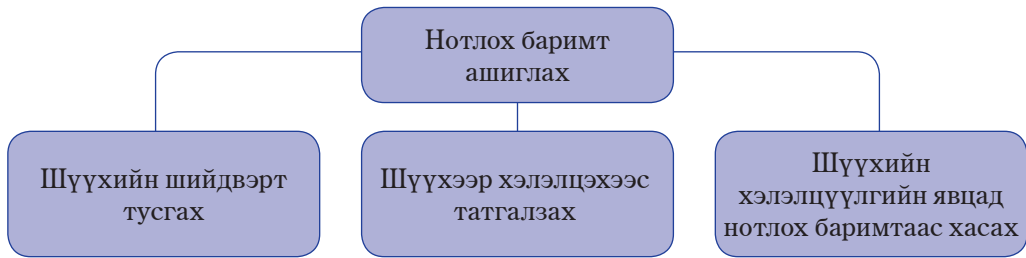 Нотлох баримт
ашиглах
Шүүхийн шийдвэрт
тусгах
Шүүхээр хэлэлцэхээс
татгалзах
Шүүхийн
хэлэлцүүлгийн явцад
нотлох баримтаас хасах